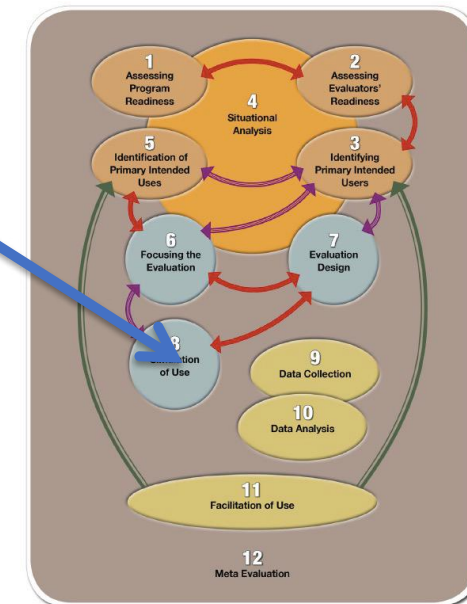 1
Assessing
Program
Readiness
2
Assessing
Evaluators'
Readiness
4
Situational
Analysis
5
Identification of
Primary Intended
Uses
3
Identifying
Primary Intended
Users
6
Focusing the
Evaluation
7
Evaluation
Design
8
of Use
9
Data Collection
10
Data Analysis
11
Facilitation of Use
12
Meta Evaluation